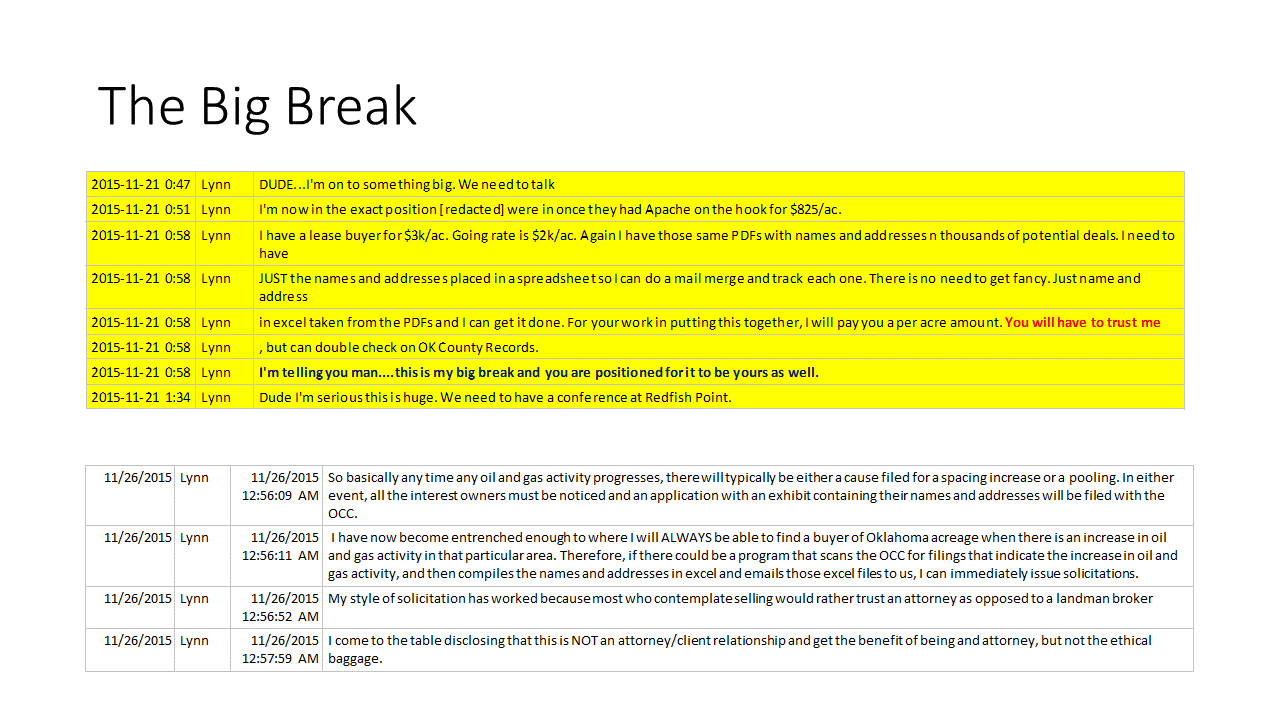 The Big Break
2015-11-21 0:47 Lynn DUDE...I'm on to something big. We need to talk
2015-11-21 0:51 Lynn I'm now in the exact position [redacted] were in once they had Apache on the hook for $825/ac.
2015-11-21 0:58 Lynn I have a lease buyer for $3k/ac. Going rate is $2k/ac. Again I have those same PDFs with names and addresses n thousands of potential deals. I need to
have
2015-11-21 0:58 Lynn JUST the names and addresses placed in a spreadsheet so I can do a mail merge and track each one. There is no need to get fancy. Just name and
address
2015-11-21 0:58 Lynn in excel taken from the PDFs and I can get it done. For your work in putting this together, I will pay you a per acre amount. You will have to trust me
2015-11-21 0:58 Lynn , but can double check on OK County Records.
2015-11-21 0:58 Lynn I'm telling you man....this is my big break and you are positioned for it to be yours as well.
2015-11-21 1:34 Lynn Dude I'm serious this is huge. We need to have a conference at Redfish Point.
11/26/2015 Lynn 11/26/2015 So basically any time any oil and gas activity progresses, there will typically be either a cause filed for a spacing increase or a pooling. In either
12:56:09 AM event, all the interest owners must be noticed and an application with an exhibit containing their names and addresses will be filed with the
OCC.
11/26/2015 Lynn 11/26/2015 I have now become entrenched enough to where I will ALWAYS be able to find a buyer of Oklahoma acreage when there is an increase in oil
12:56:11 AM and gas activity in that particular area. Therefore, if there could be a program that scans the OCC for filings that indicate the increase in oil and
gas activity, and then compiles the names and addresses in excel and emails those excel files to us, I can immediately issue solicitations.
11/26/2015 Lynn 11/26/2015 My style of solicitation has worked because most who contemplate selling would rather trust an attorney as opposed to a landman broker
12:56:52 AM
11/26/2015 Lynn 11/26/2015 I come to the table disclosing that this is NOT an attorney/client relationship and get the benefit of being and attorney, but not the ethical
12:57:59 AM baggage.